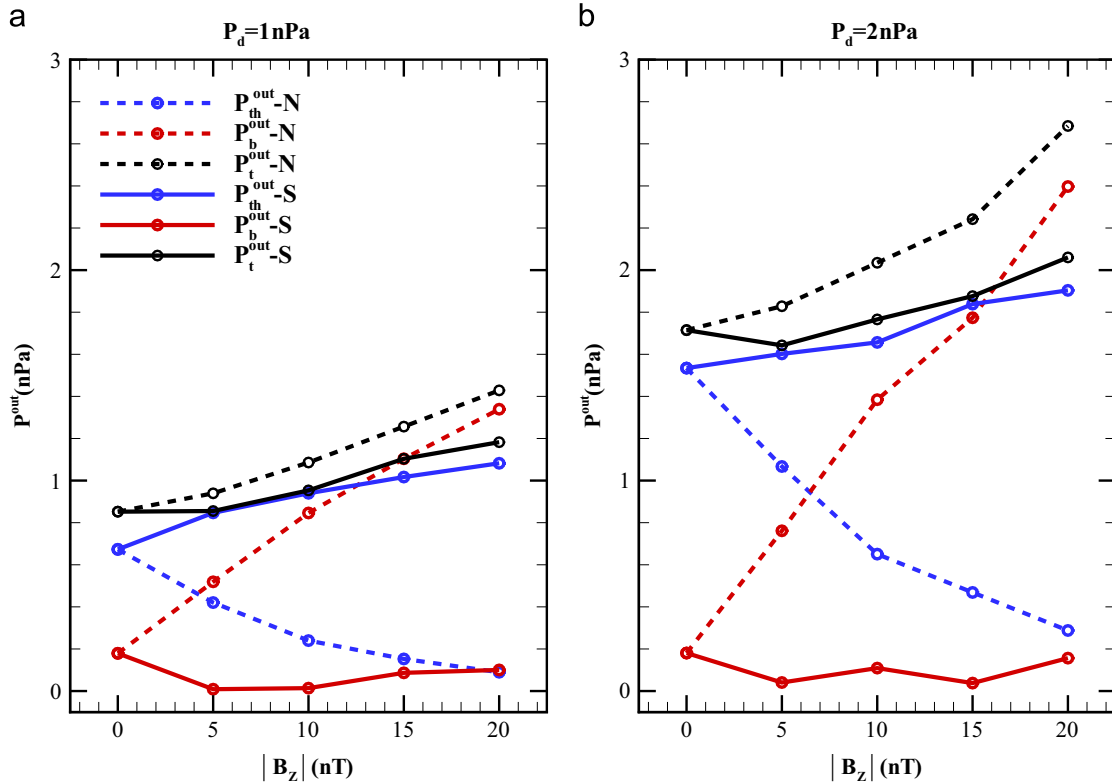 a
P_d=1nPa
3
2
1
0
P^out(nPa)
P_th^out-N
P_b^out-N
P_t^out-N
P_th^out-S
P_b^out-S
P_t^out-S
0 5 10 15 20
|B_Z| (nT)
b
P_d=2nPa
3
2
1
0
P^out(nPa)
0 5 10 15 20
|B_Z| (nT)